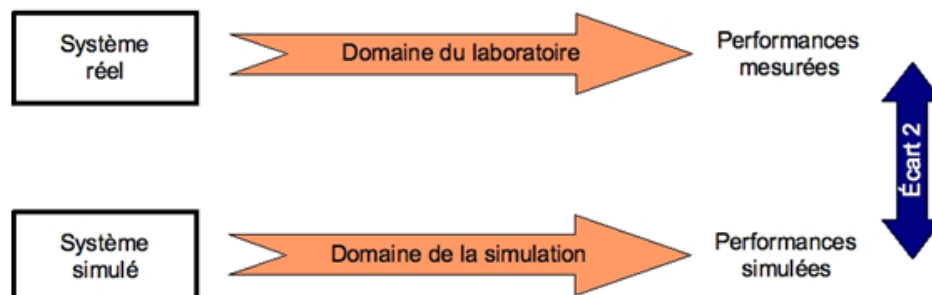 Système
réel
Domaine du laboratoire
Performances
mesurées
Écart 2
Système
simulé
Domaine de la simulation
Performances
simulées